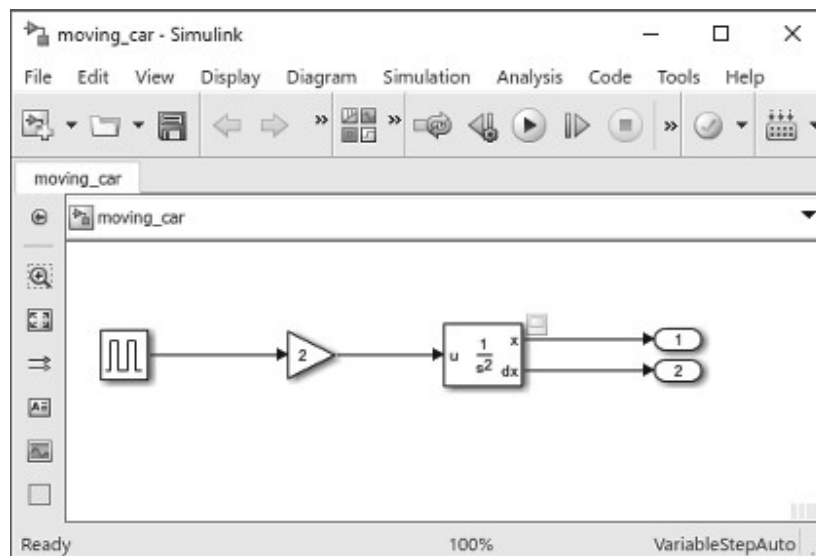 moving_car - Simulink
File Edit View Display Diagram Simulation Analysis Code Tools Help
» »  »
moving_car
moving_car
2
u 1 s2 x dx
1
2
Ready 100% VariableStepAuto